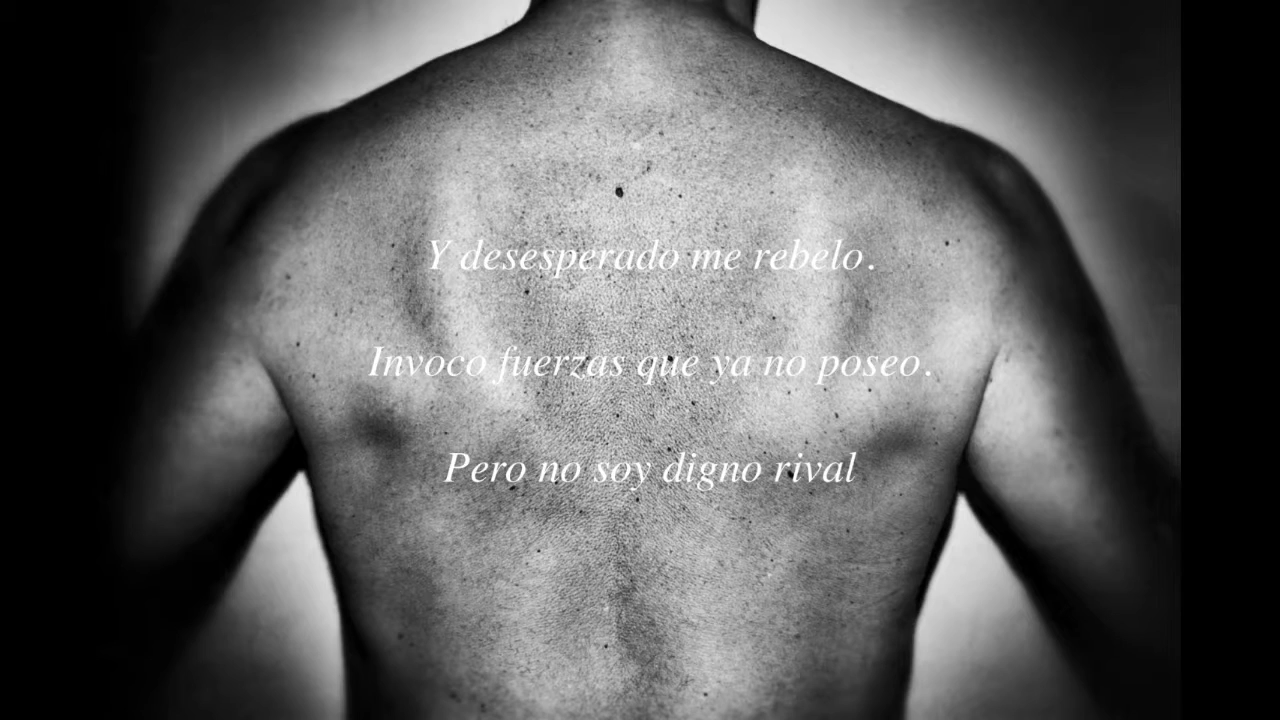 Y desesperado me rebelo.
Invoco fuerzas que ya no poseo.
Pero no soy digno rival